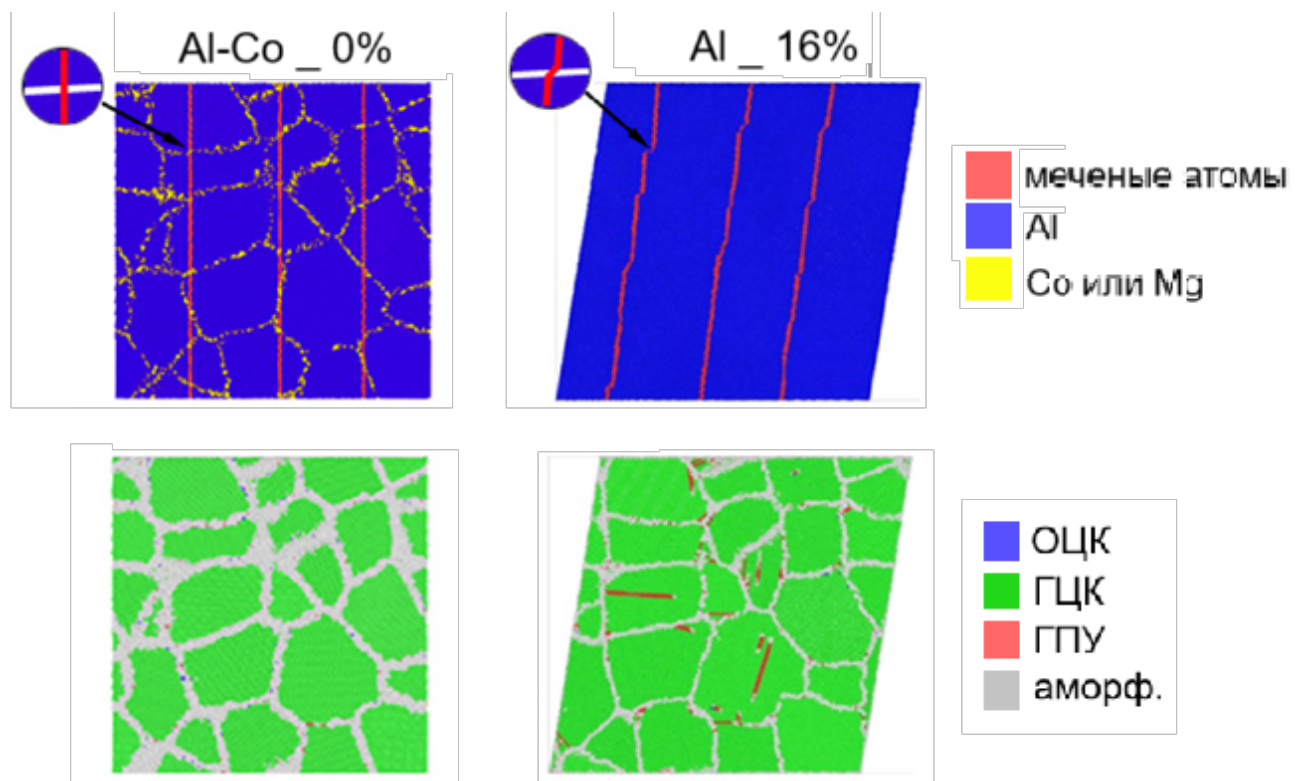 Al-Co _ 0%
Al _ 16%
меченые атомы
Al
Co или Mg
ОЦК
ГЦК
ГПУ
аморф.